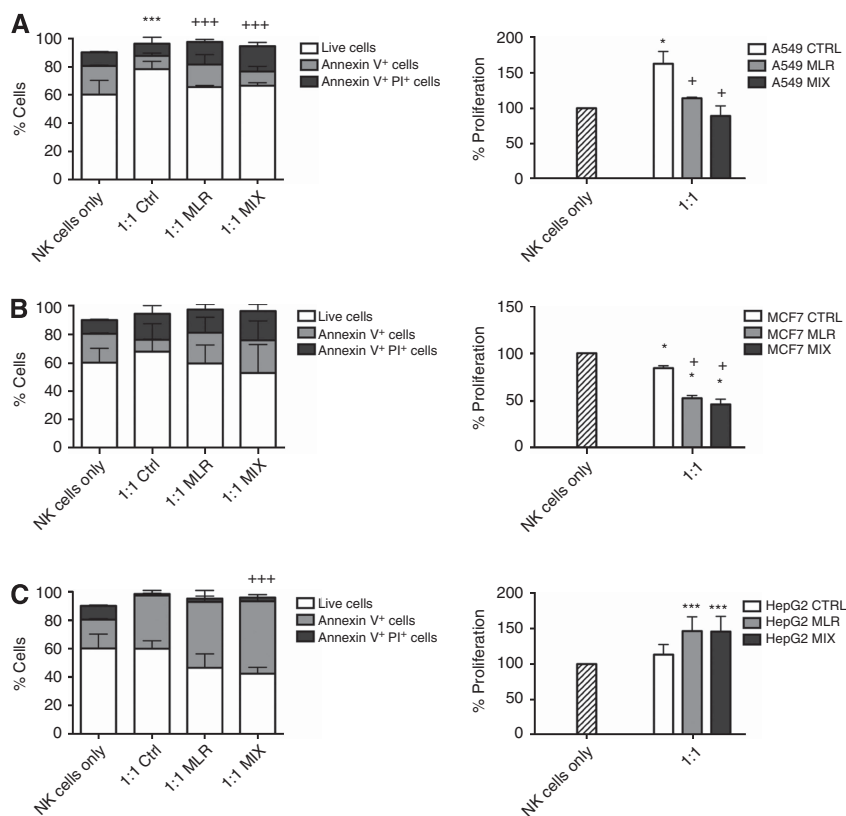 A
*** +++ +++
100
80
60
40
20
0
% Cells
NK cells only
1:1 Ctrl
1:1 MLR
1:1 MIX
Live cells
Annexin V⁺ cells
Annexin V⁺ PI⁺ cells
200
150
100
50
0
% Proliferation
* + +
NK cells only
1:1
A549 CTRL
A549 MLR
A549 MIX
B
100
80
60
40
20
0
% Cells
NK cells only
1:1 Ctrl
1:1 MLR
1:1 MIX
Live cells
Annexin V⁺ cells
Annexin V⁺ PI⁺ cells
150
100
50
0
% Proliferation
+ +
* * *
NK cells only
1:1
MCF7 CTRL
MCF7 MLR
MCF7 MIX
C
+++
100
80
60
40
20
0
% Cells
NK cells only
1:1 Ctrl
1:1 MLR
1:1 MIX
Live cells
Annexin V⁺ cells
Annexin V⁺ PI⁺ cells
200
150
100
50
0
% Proliferation
*** ***
NK cells only
1:1
HepG2 CTRL
HepG2 MLR
HepG2 MIX